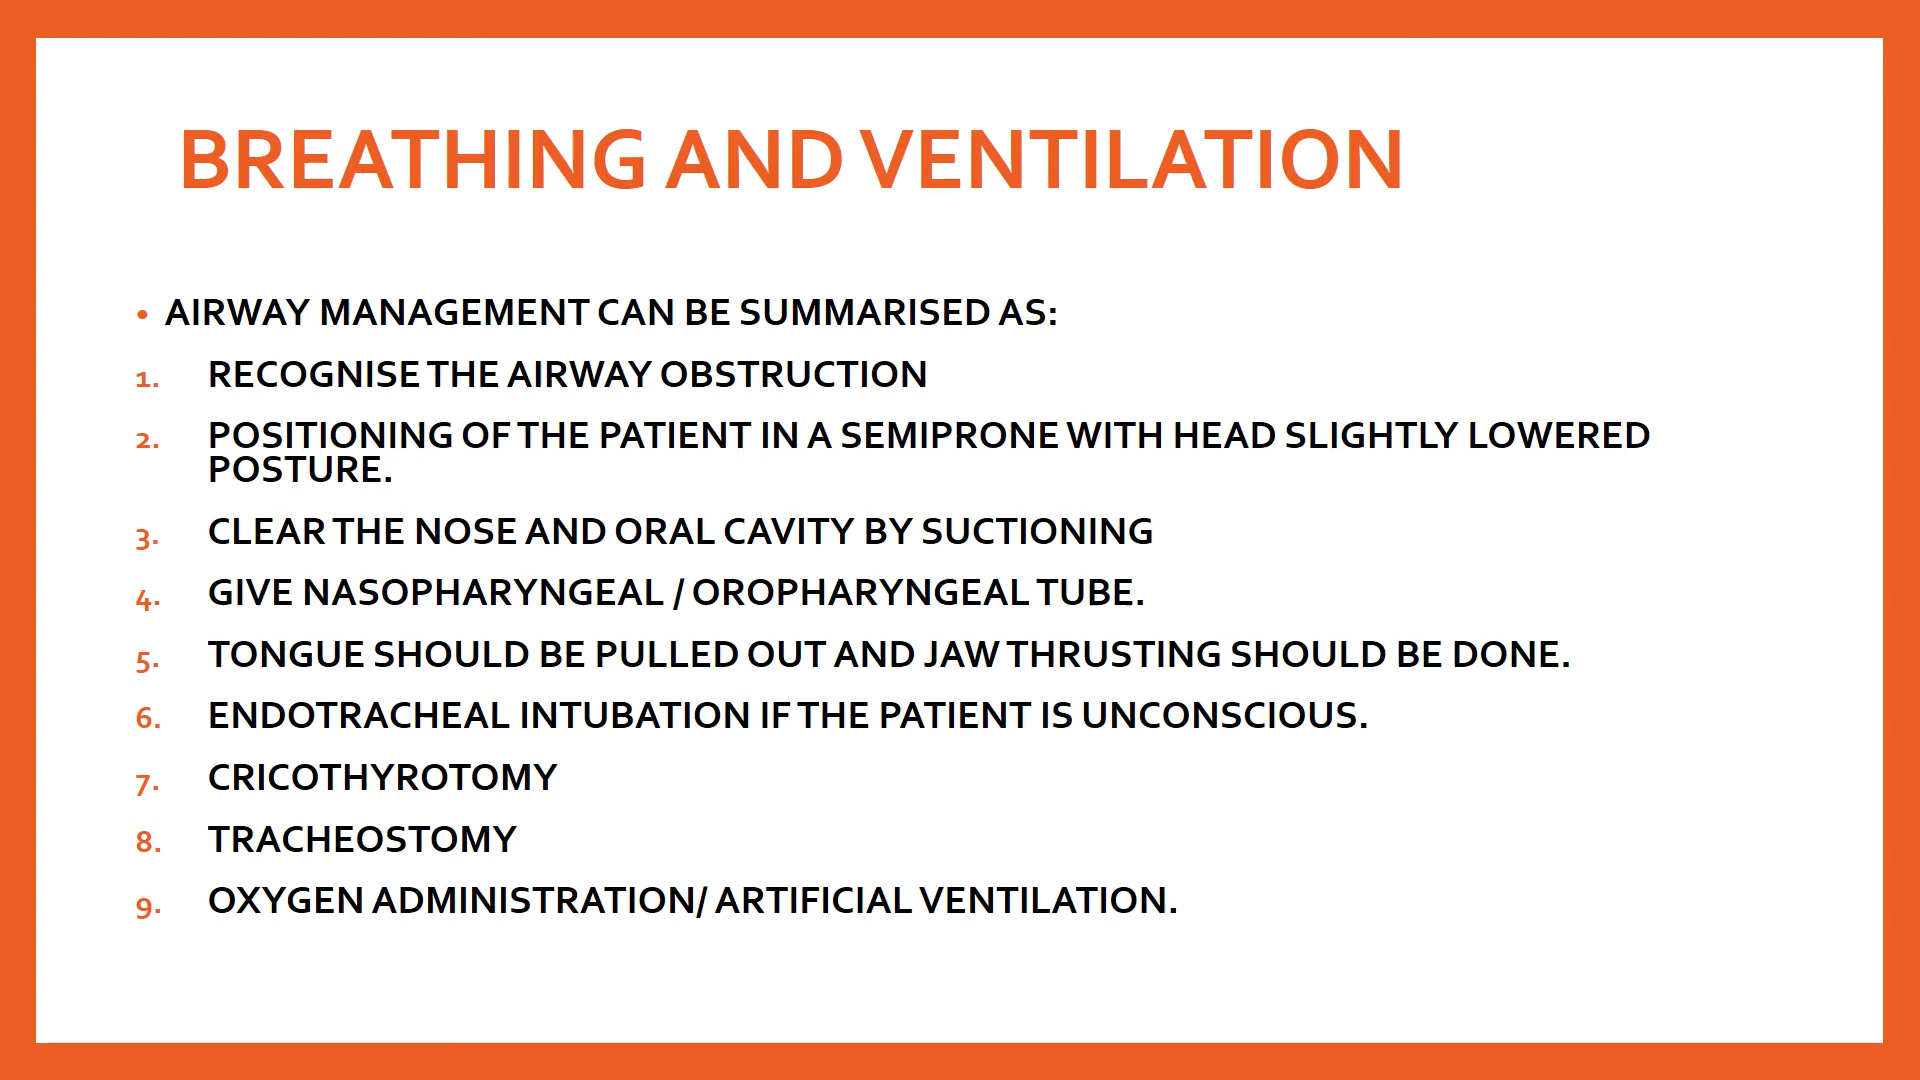 BREATHING AND VENTILATION
• AIRWAY MANAGEMENT CAN BE SUMMARISED AS:
1. RECOGNISE THE AIRWAY OBSTRUCTION
2. POSITIONING OF THE PATIENT IN A SEMIPRONE WITH HEAD SLIGHTLY LOWERED
POSTURE.
3. CLEAR THE NOSE AND ORAL CAVITY BY SUCTIONING
4. GIVE NASOPHARYNGEAL / OROPHARYNGEAL TUBE.
5. TONGUE SHOULD BE PULLED OUT AND JAW THRUSTING SHOULD BE DONE.
6. ENDOTRACHEAL INTUBATION IF THE PATIENT IS UNCONSCIOUS.
7. CRICOTHYROTOMY
8. TRACHEOSTOMY
9. OXYGEN ADMINISTRATION/ ARTIFICIAL VENTILATION.